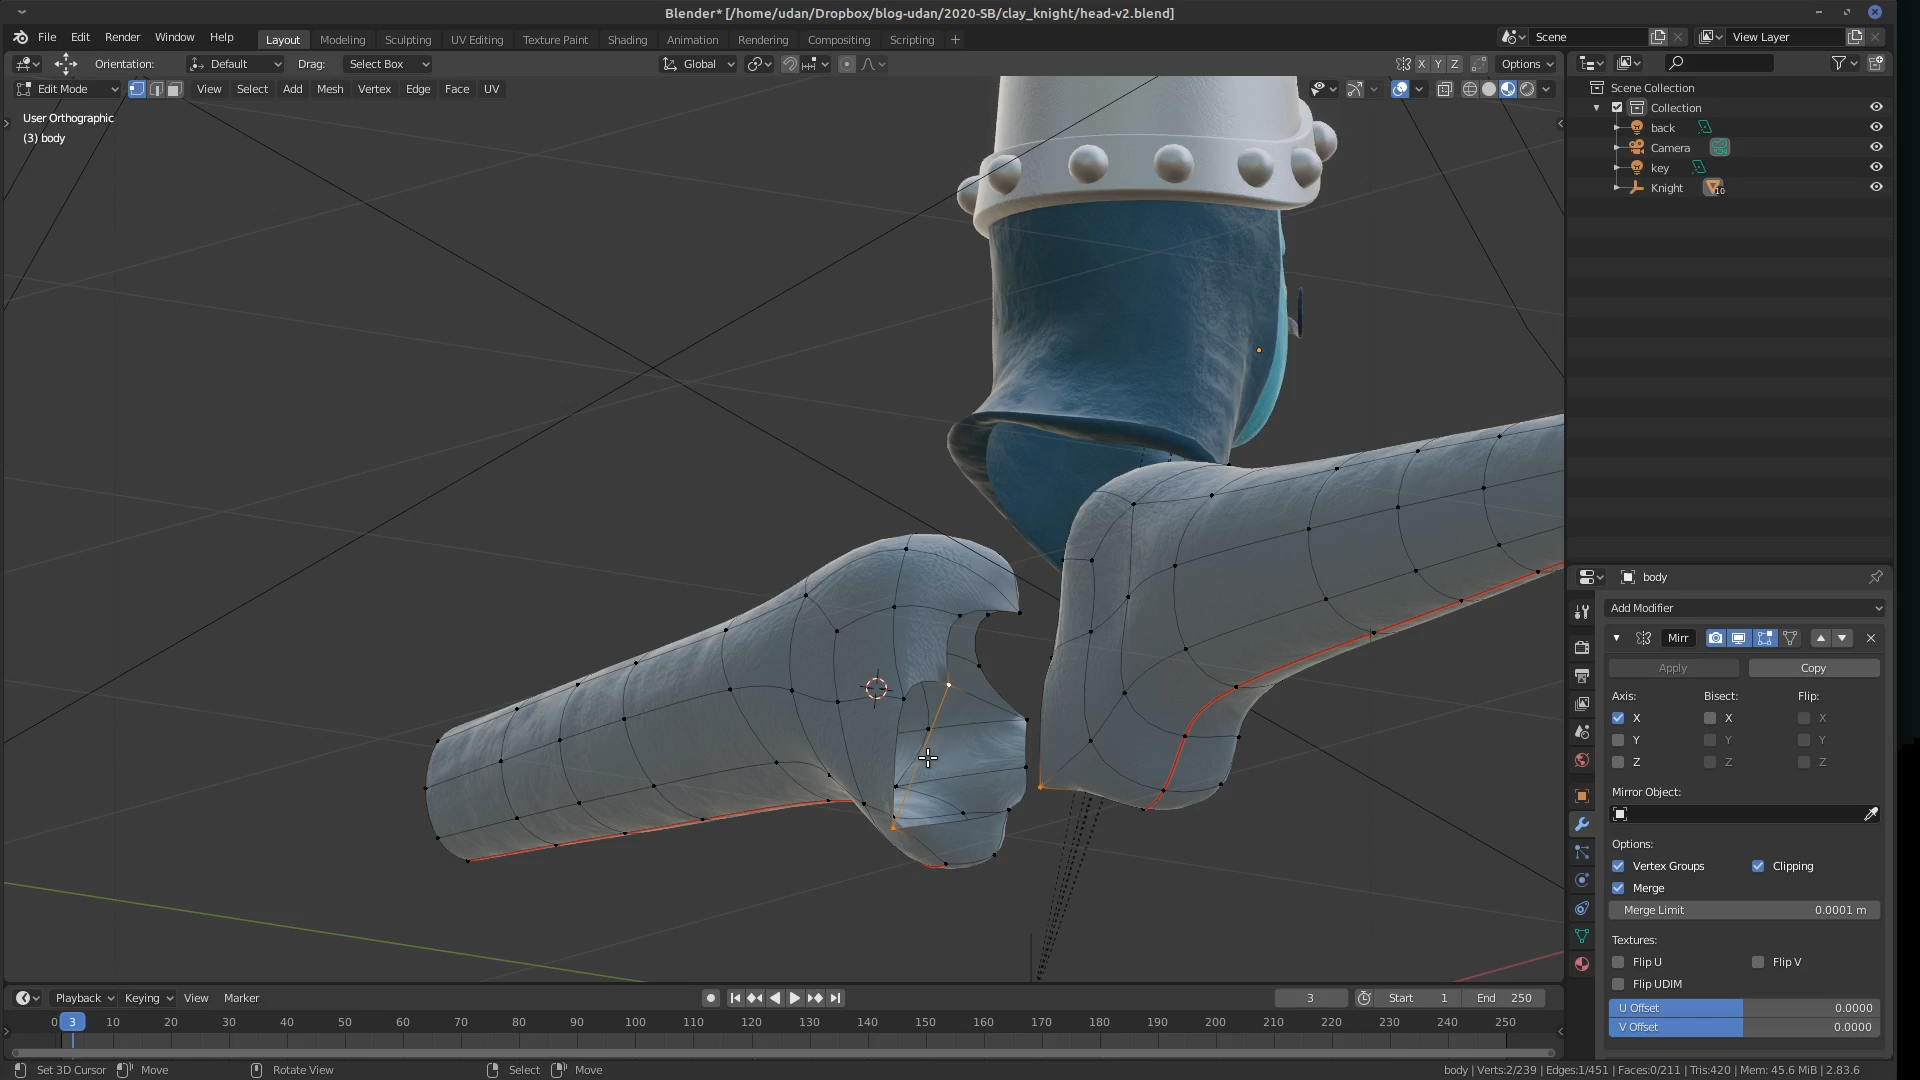 Blender* [/home/udan/Dropbox/blog-udan/2020-SB/clay_knight/head-v2.blend]
File Edit Render Window Help Layout Modeling Sculpting UV Editing Texture Paint Shading Animation Rendering Compositing Scripting + Scene View Layer
Orientation: Default Drag: Select Box Global X Y Z Options
Edit Mode View Select Add Mesh Vertex Edge Face UV
User Orthographic
(3) body
Scene Collection
Collection
back
Camera
key
Knight 10
body
Add Modifier
Mirr
Apply Copy
Axis: Bisect: Flip:
X X X
Y Y Y
Z Z Z
Mirror Object:
Options:
Vertex Groups Clipping
Merge
Merge Limit 0.0001 m
Textures:
Flip U Flip V
Flip UDIM
U Offset 0.0000
V Offset 0.0000
Playback Keying View Marker 3 Start 1 End 250
0 3 10 20 30 40 50 60 70 80 90 100 110 120 130 140 150 160 170 180 190 200 210 220 230 240 250
Set 3D Cursor Move Rotate View Select Move body | Verts:2/239 | Edges:1/451 | Faces:0/211 | Tris:420 | Mem: 45.6 MiB | 2.83.6